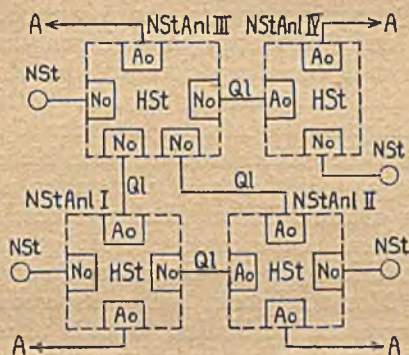 A NStAnl III NStAnl IV A
Ao Ao
NSt
No HSt No Ql Ao HSt
No No No
NSt
Ql Ql
NStAnl I NStAnl II
NSt Ao Ao NSt
No HSt No Ql Ao HSt No
Ao Ao
A A